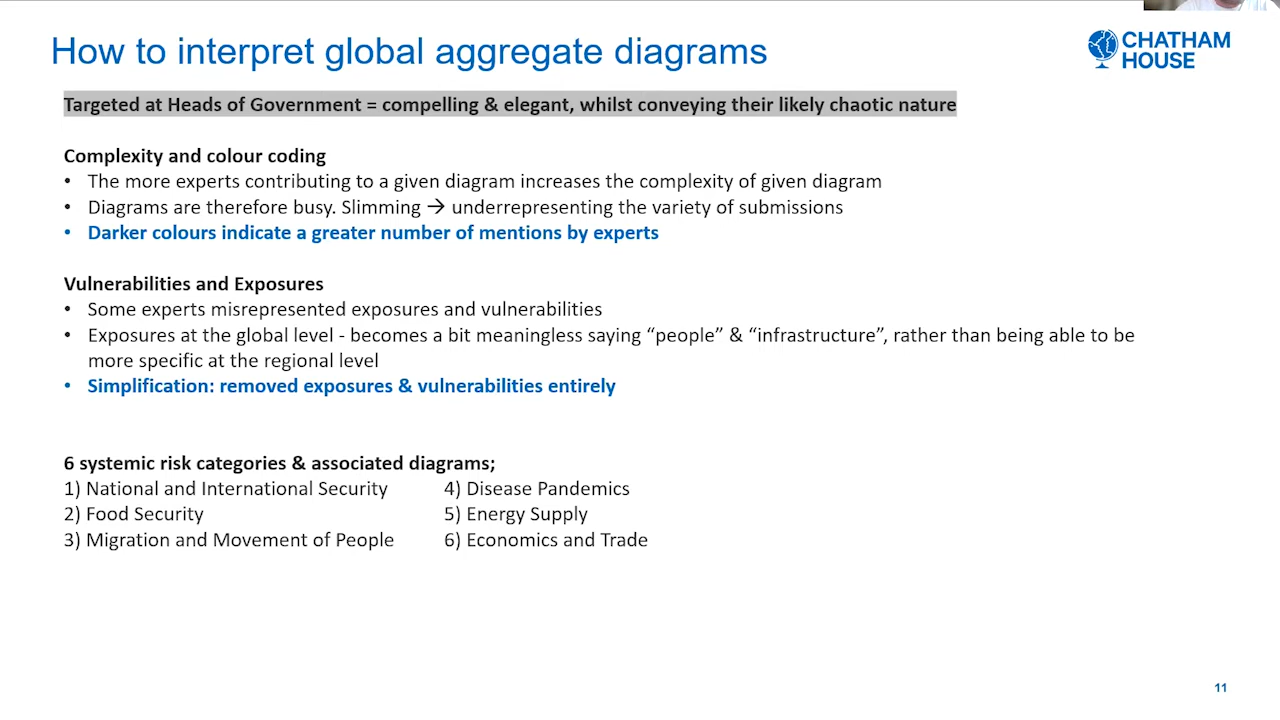 How to interpret global aggregate diagrams
CHATHAM
HOUSE
Targeted at Heads of Government = compelling & elegant, whilst conveying their likely chaotic nature
Complexity and colour coding
• The more experts contributing to a given diagram increases the complexity of given diagram
• Diagrams are therefore busy. Slimming → underrepresenting the variety of submissions
• Darker colours indicate a greater number of mentions by experts
Vulnerabilities and Exposures
• Some experts misrepresented exposures and vulnerabilities
• Exposures at the global level - becomes a bit meaningless saying “people” & “infrastructure”, rather than being able to be
more specific at the regional level
• Simplification: removed exposures & vulnerabilities entirely
6 systemic risk categories & associated diagrams;
1) National and International Security
2) Food Security
3) Migration and Movement of People
4) Disease Pandemics
5) Energy Supply
6) Economics and Trade
11